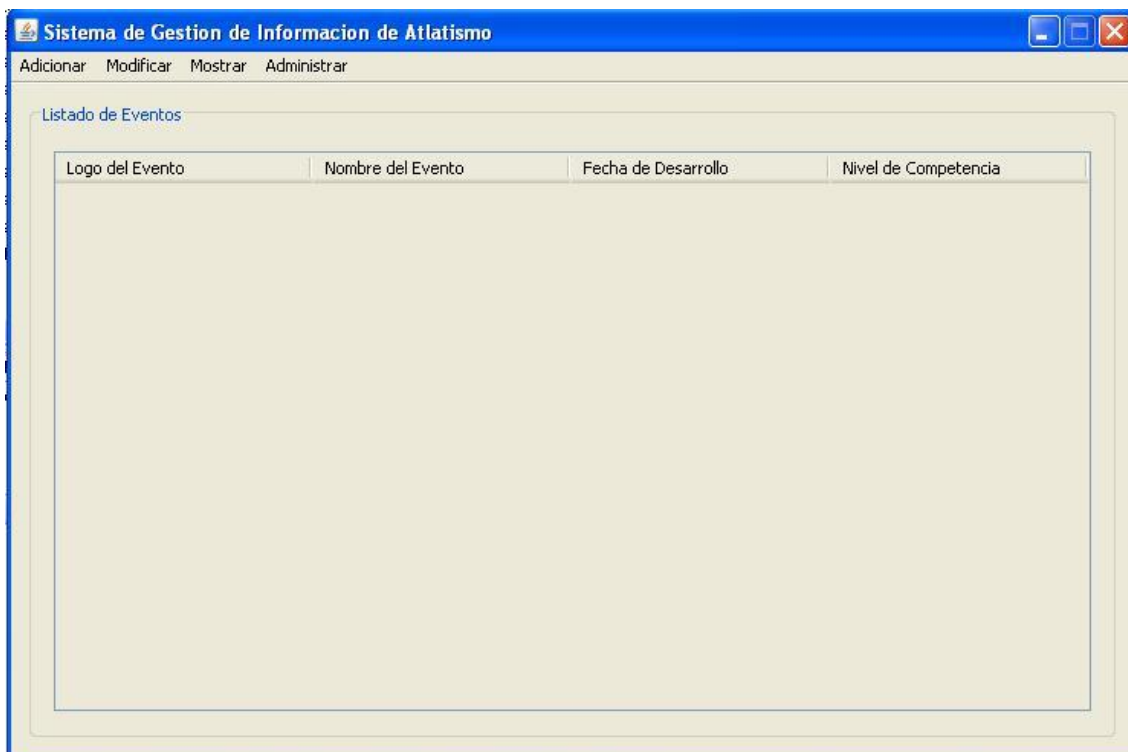 Sistema de Gestion de Informacion de Atlatismo
Adicionar Modificar Mostrar Administrar
Listado de Eventos
Logo del Evento Nombre del Evento Fecha de Desarrollo Nivel de Competencia